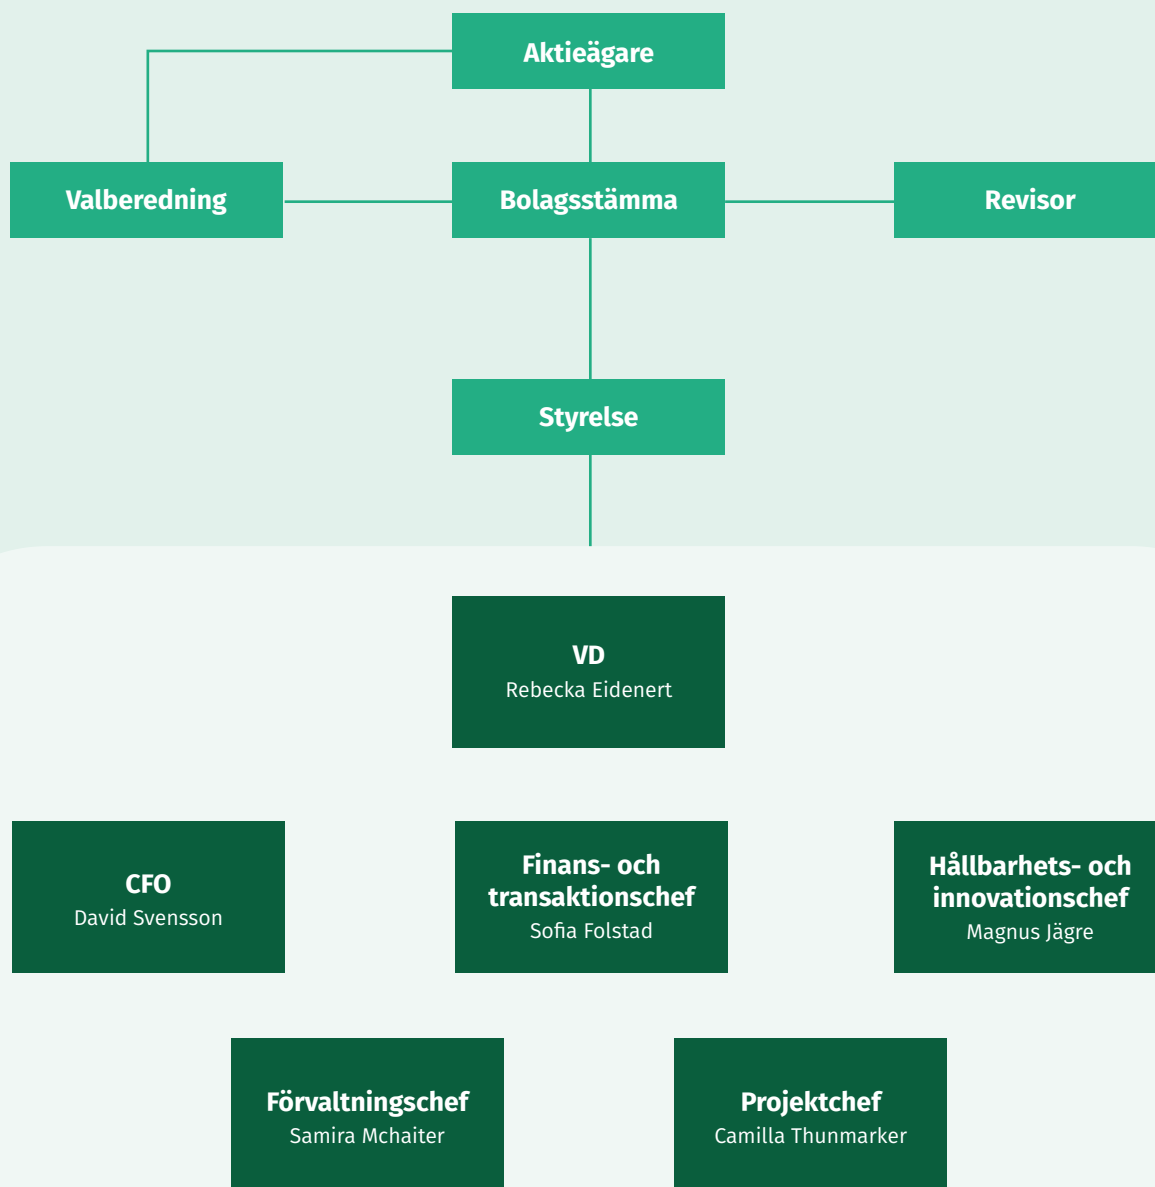 Aktieägare
Valberedning
Bolagsstämma
Revisor
Styrelse
VD
Rebecka Eidenert
CFO
David Svensson
Finans- och
transaktionschef
Sofia Folstad
Hållbarhets- och
innovationschef
Magnus Jägre
Förvaltningschef
Samira Mchaiter
Projektchef
Camilla Thunmarker